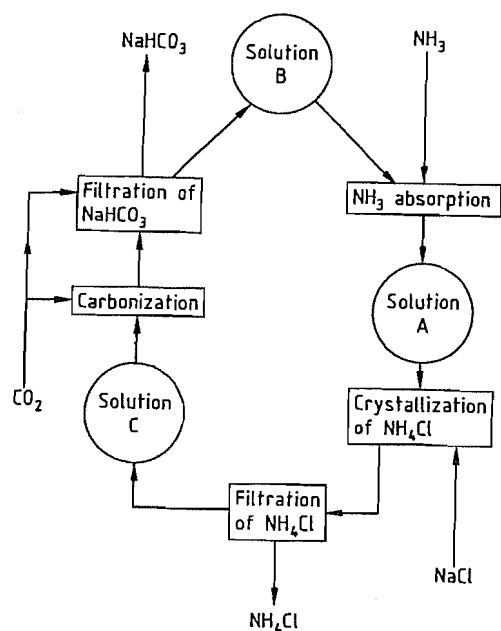 NaHCO₃
Solution
B
NH₃
Filtration of
NaHCO₃
NH₃ absorption
Carbonization
Solution
A
CO₂
Solution
C
Crystallization
of NH₄Cl
Filtration
of NH₄Cl
NaCl
NH₄Cl